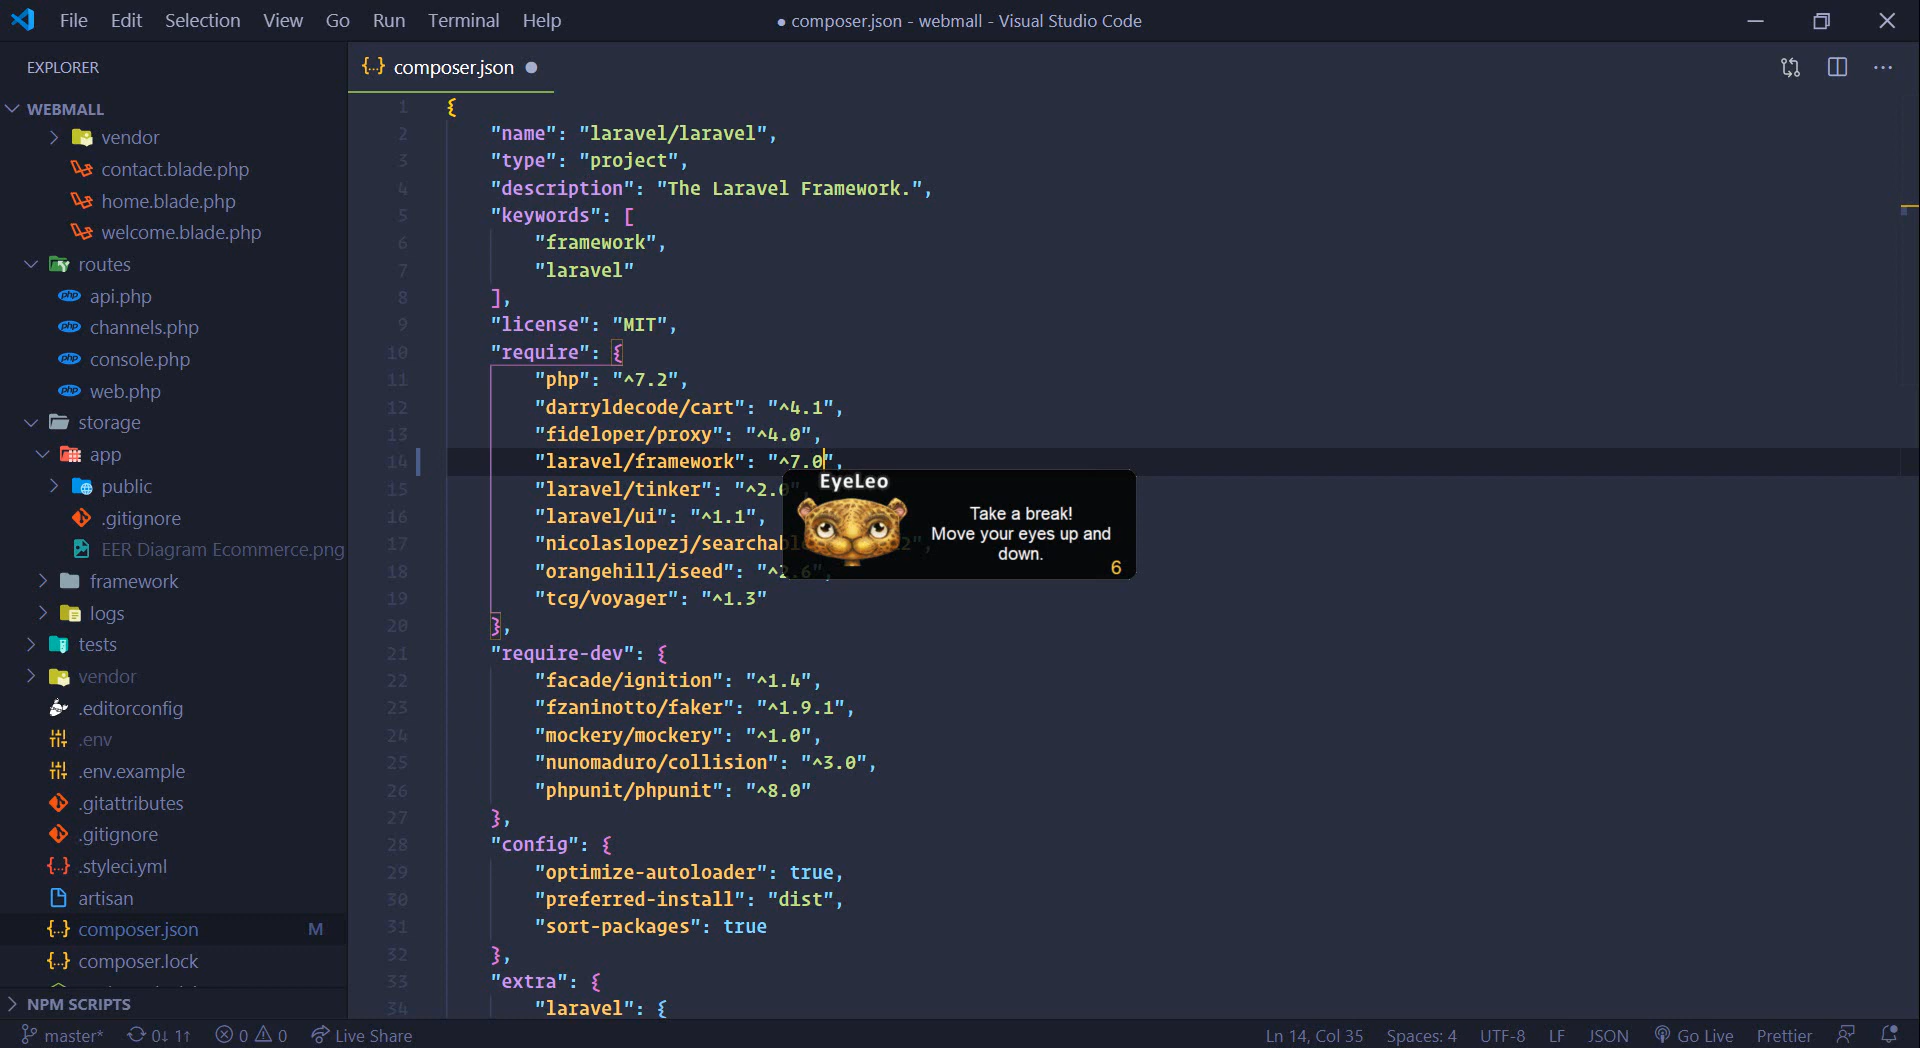 File Edit Selection View Go Run Terminal Help
● composer.json - webmall - Visual Studio Code
EXPLORER
WEBMALL
vendor
contact.blade.php
home.blade.php
welcome.blade.php
routes
php api.php
php channels.php
php console.php
php web.php
storage
app
public
.gitignore
EER Diagram Ecommerce.png
framework
logs
tests
vendor
.editorconfig
.env
.env.example
.gitattributes
.gitignore
{..} .styleci.yml
artisan
{..} composer.json M
{..} composer.lock
NPM SCRIPTS
{..} composer.json ●
1 {
2 "name": "laravel/laravel",
3 "type": "project",
4 "description": "The Laravel Framework.",
5 "keywords": [
6 "framework",
7 "laravel"
8 ],
9 "license": "MIT",
10 "require": {
11 "php": "^7.2",
12 "darryldecode/cart": "^4.1",
13 "fideloper/proxy": "^4.0",
14 "laravel/framework": "^7.0",
15 "laravel/tinker": "^2.0",
16 "laravel/ui": "^1.1",
17 "nicolaslopezj/searchabl
18 "orangehill/iseed": "^2.6",
19 "tcg/voyager": "^1.3"
20 },
21 "require-dev": {
22 "facade/ignition": "^1.4",
23 "fzaninotto/faker": "^1.9.1",
24 "mockery/mockery": "^1.0",
25 "nunomaduro/collision": "^3.0",
26 "phpunit/phpunit": "^8.0"
27 },
28 "config": {
29 "optimize-autoloader": true,
30 "preferred-install": "dist",
31 "sort-packages": true
32 },
33 "extra": {
34 "laravel": {
EyeLeo
Take a break!
Move your eyes up and
down.
6
master* 0↓ 1↑ 0 0 Live Share
Ln 14, Col 35 Spaces: 4 UTF-8 LF JSON Go Live Prettier